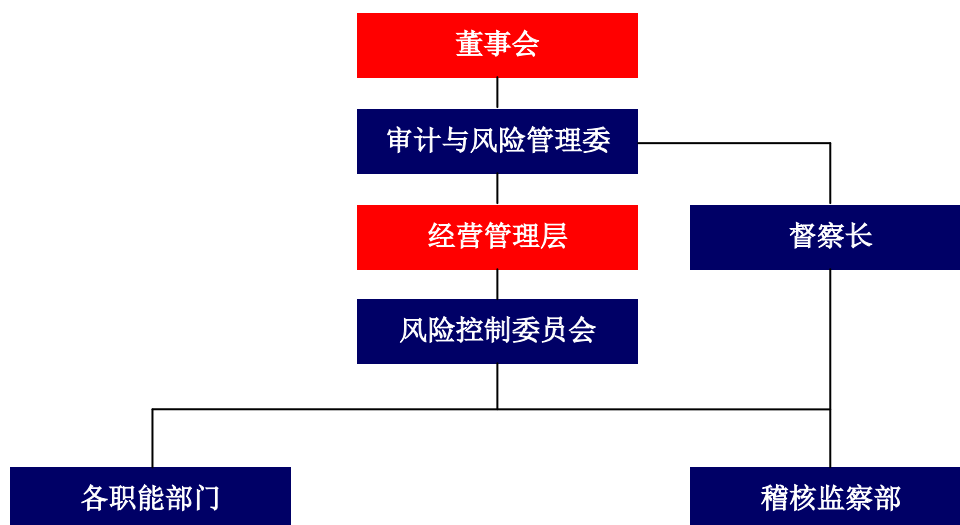 董事会
审计与风险管理委
经营管理层
督察长
风险控制委员会
各职能部门
稽核监察部